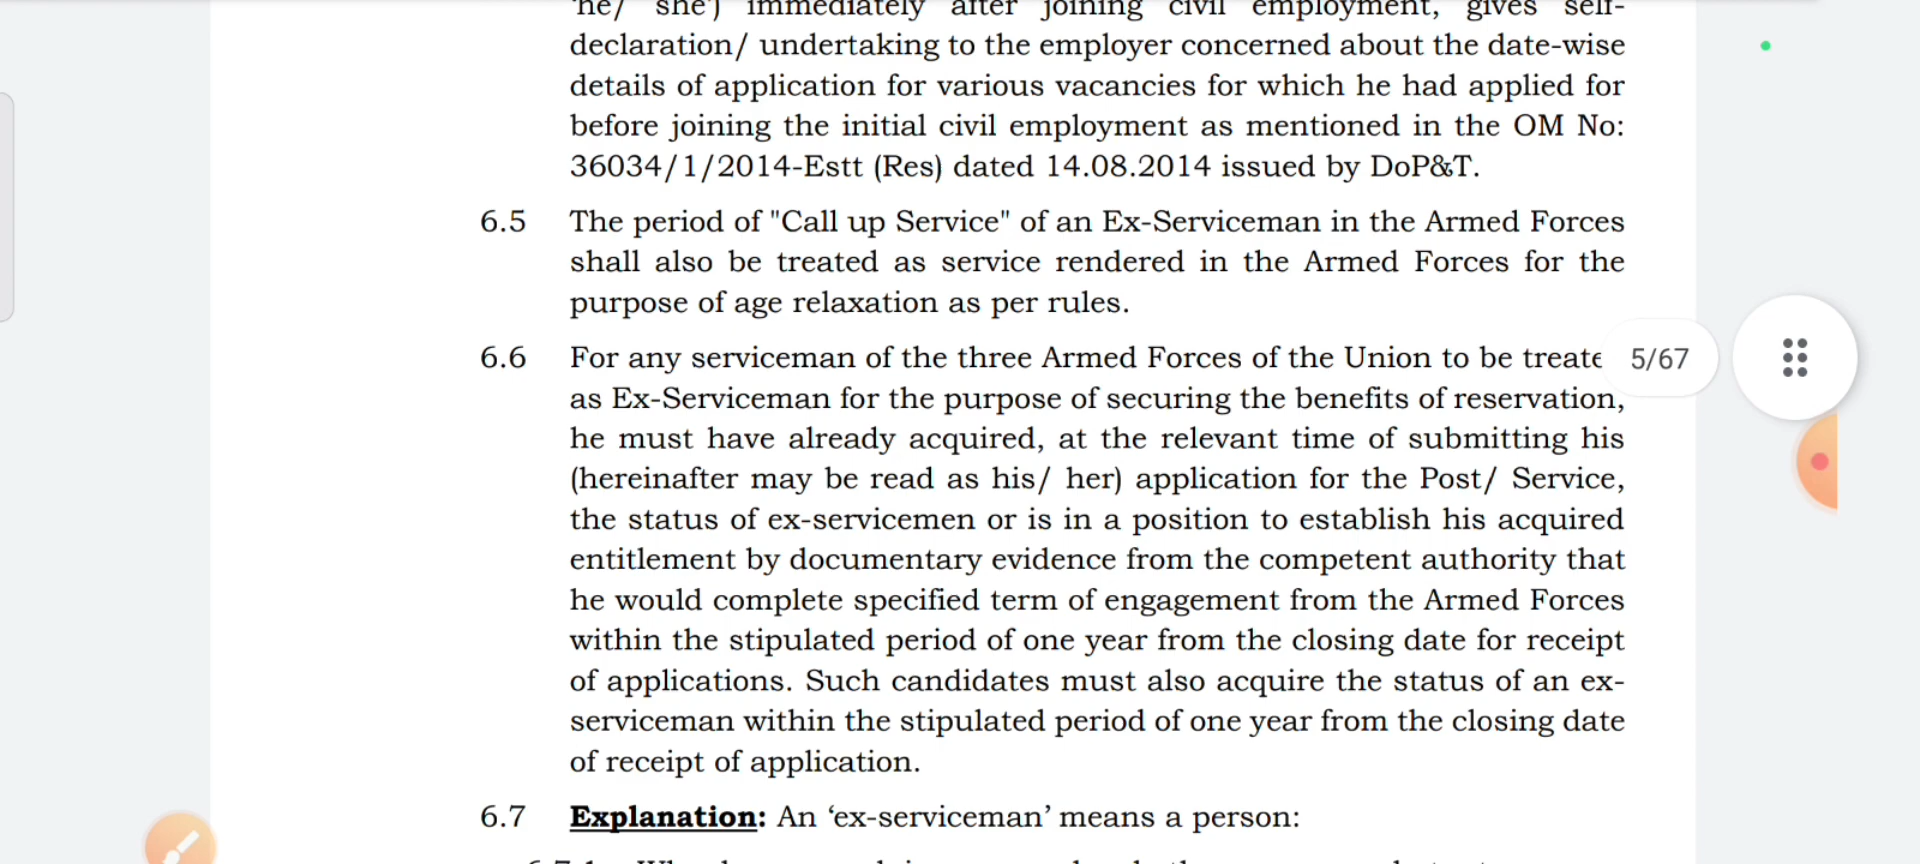 'he/ she') immediately after joining civil employment, gives self-
declaration/ undertaking to the employer concerned about the date-wise
details of application for various vacancies for which he had applied for
before joining the initial civil employment as mentioned in the OM No:
36034/1/2014-Estt (Res) dated 14.08.2014 issued by DoP&T.
6.5 The period of "Call up Service" of an Ex-Serviceman in the Armed Forces
shall also be treated as service rendered in the Armed Forces for the
purpose of age relaxation as per rules.
6.6 For any serviceman of the three Armed Forces of the Union to be treate
5/67
as Ex-Serviceman for the purpose of securing the benefits of reservation,
he must have already acquired, at the relevant time of submitting his
(hereinafter may be read as his/ her) application for the Post/ Service,
the status of ex-servicemen or is in a position to establish his acquired
entitlement by documentary evidence from the competent authority that
he would complete specified term of engagement from the Armed Forces
within the stipulated period of one year from the closing date for receipt
of applications. Such candidates must also acquire the status of an ex-
serviceman within the stipulated period of one year from the closing date
of receipt of application.
6.7 Explanation: An ‘ex-serviceman’ means a person: